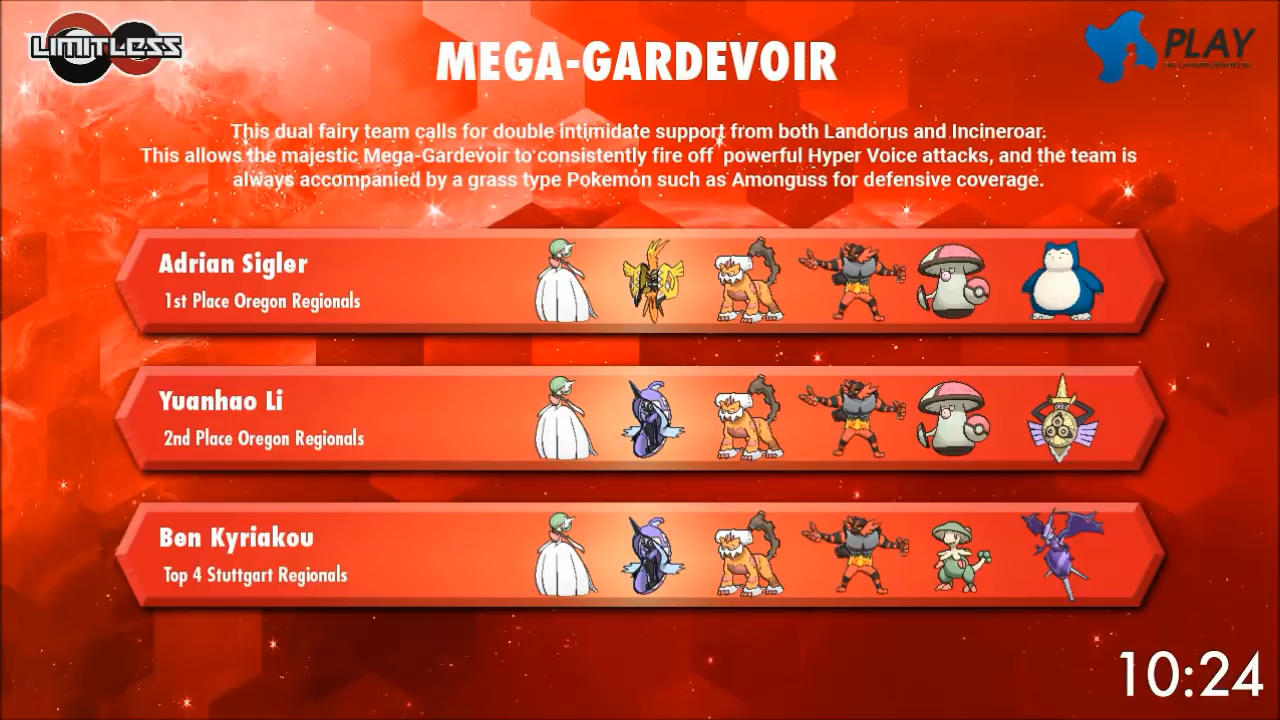 LIMITLESS
PLAY
MEGA-GARDEVOIR
This dual fairy team calls for double intimidate support from both Landorus and Incineroar.
This allows the majestic Mega-Gardevoir to consistently fire off powerful Hyper Voice attacks, and the team is
always accompanied by a grass type Pokemon such as Amonguss for defensive coverage.
Adrian Sigler
1st Place Oregon Regionals
Yuanhao Li
2nd Place Oregon Regionals
Ben Kyriakou
Top 4 Stuttgart Regionals
10:24